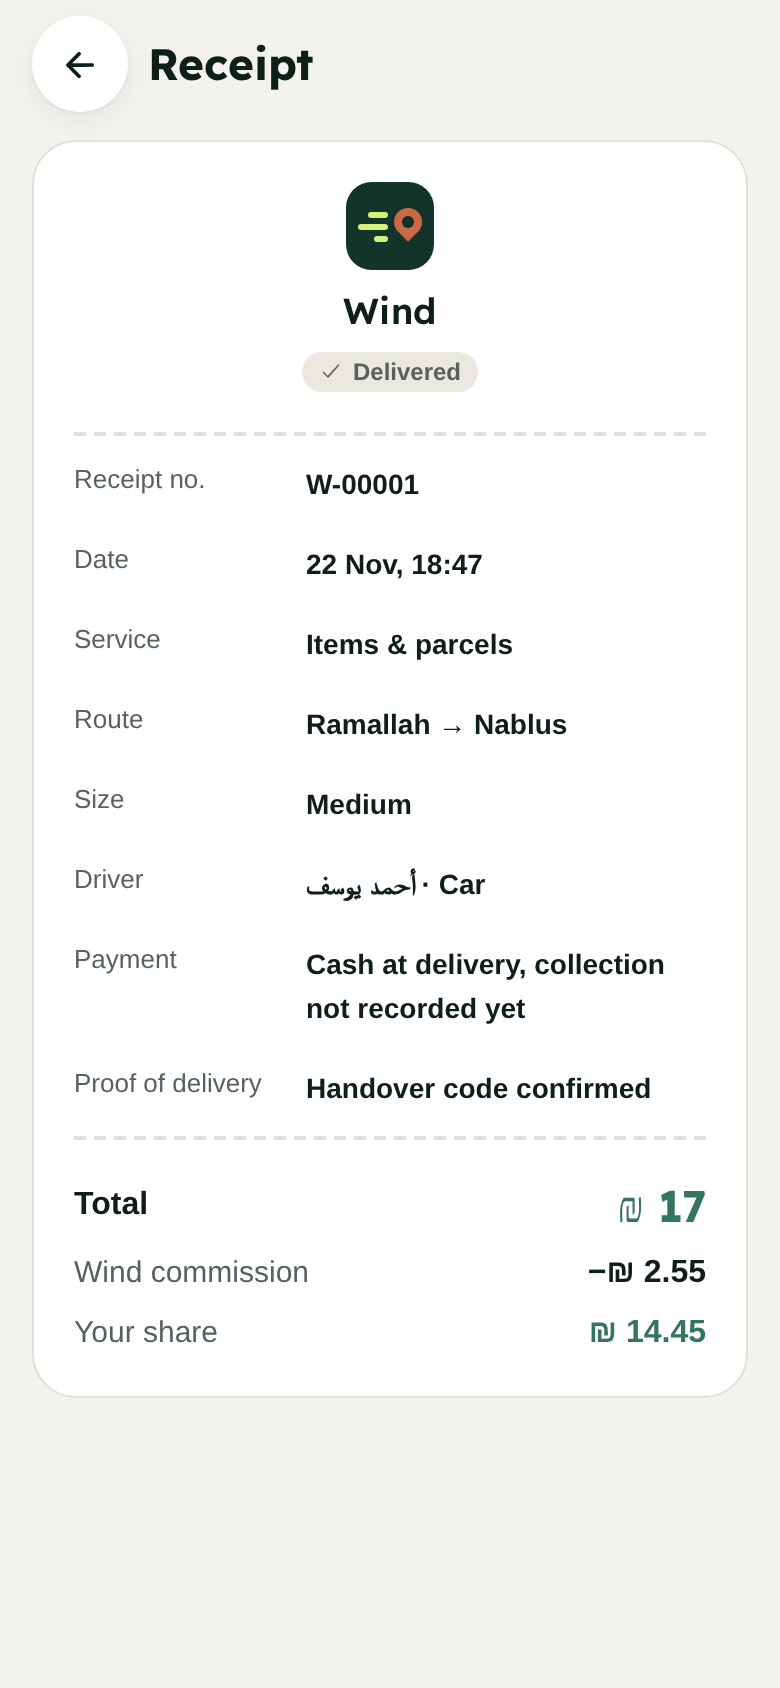 Receipt
Wind
Delivered
Receipt no. W-00001
Date 22 Nov, 18:47
Service Items & parcels
Route Ramallah → Nablus
Size Medium
Driver أحمد يوسف · Car
Payment Cash at delivery, collection
not recorded yet
Proof of delivery Handover code confirmed
Total ₪ 17
Wind commission −₪ 2.55
Your share ₪ 14.45